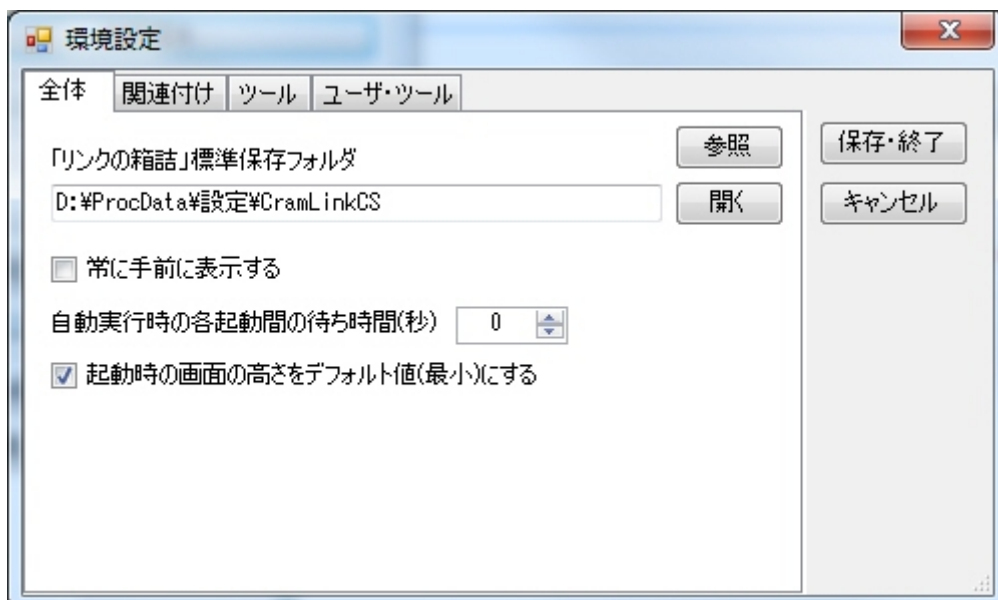 環境設定
全体 関連付け ツール ユーザ・ツール
参照
保存・終了
「リンクの箱詰」標準保存フォルダ
D:¥ProcData¥設定¥CramLinkCS
開く
キャンセル
常に手前に表示する
自動実行時の各起動間の待ち時間(秒) 0
起動時の画面の高さをデフォルト値(最小)にする